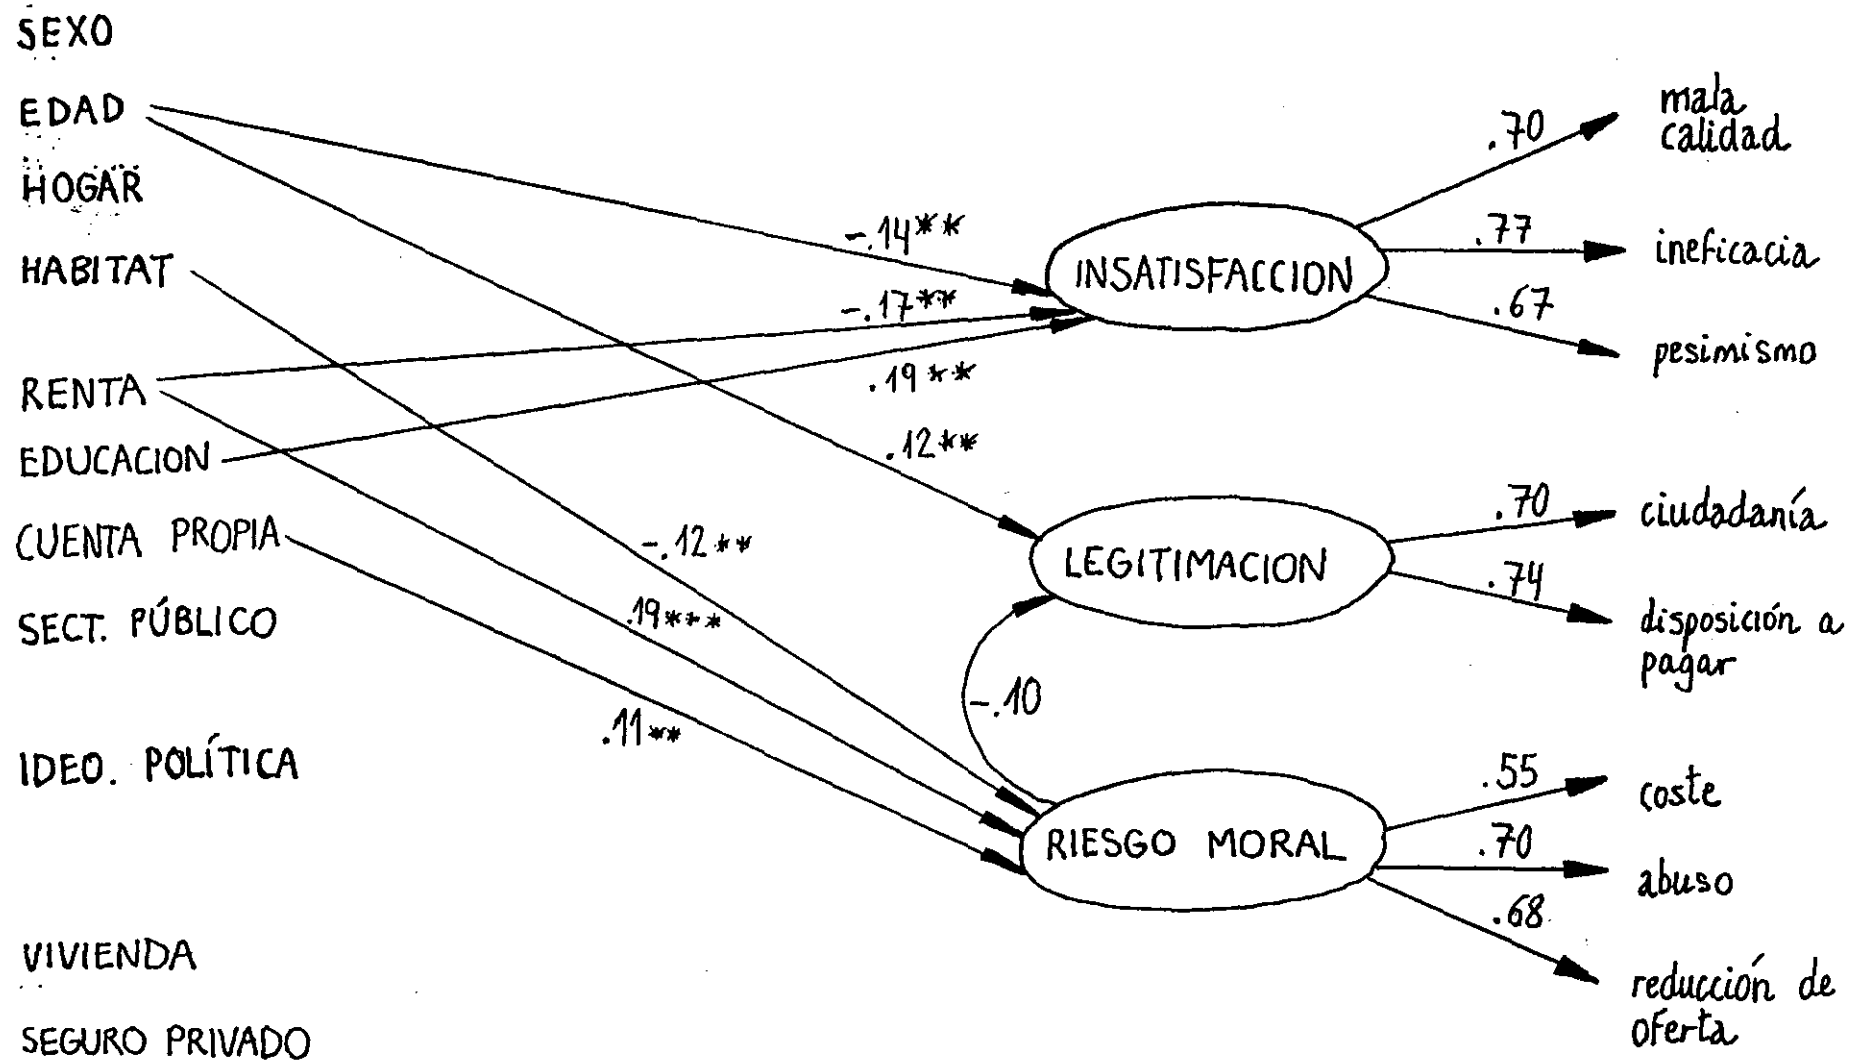 SEXO
EDAD
HOGAR
HABITAT
RENTA
EDUCACION
CUENTA PROPIA
SECT. PÚBLICO
IDEO. POLÍTICA
VIVIENDA
SEGURO PRIVADO
-.14**
-.17**
.19**
.12**
-.12**
.19***
.11**
INSATISFACCION
LEGITIMACION
-.10
RIESGO MORAL
.70
mala
calidad
.77
ineficacia
.67
pesimismo
.70
ciudadanía
.74
disposición a
pagar
.55
coste
.70
abuso
.68
reducción de
oferta